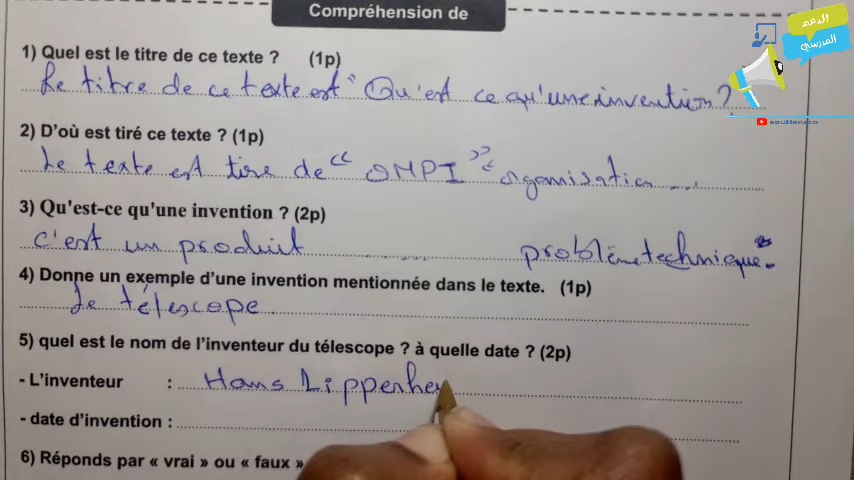 Compréhension de
الدعم
المدرسي
1) Quel est le titre de ce texte ? (1p)
Le titre de ce texte est "Qu'est ce qu'une invention?
2) D'où est tiré ce texte ? (1p)
Le texte est tire de « OMPI » organisation
3) Qu'est-ce qu'une invention ? (2p)
c'est un produit problème technique.
4) Donne un exemple d'une invention mentionnée dans le texte. (1p)
Le télescope
5) quel est le nom de l'inventeur du télescope ? à quelle date ? (2p)
- L'inventeur : Hans Lipperhey
- date d'invention :
6) Réponds par « vrai » ou « faux »